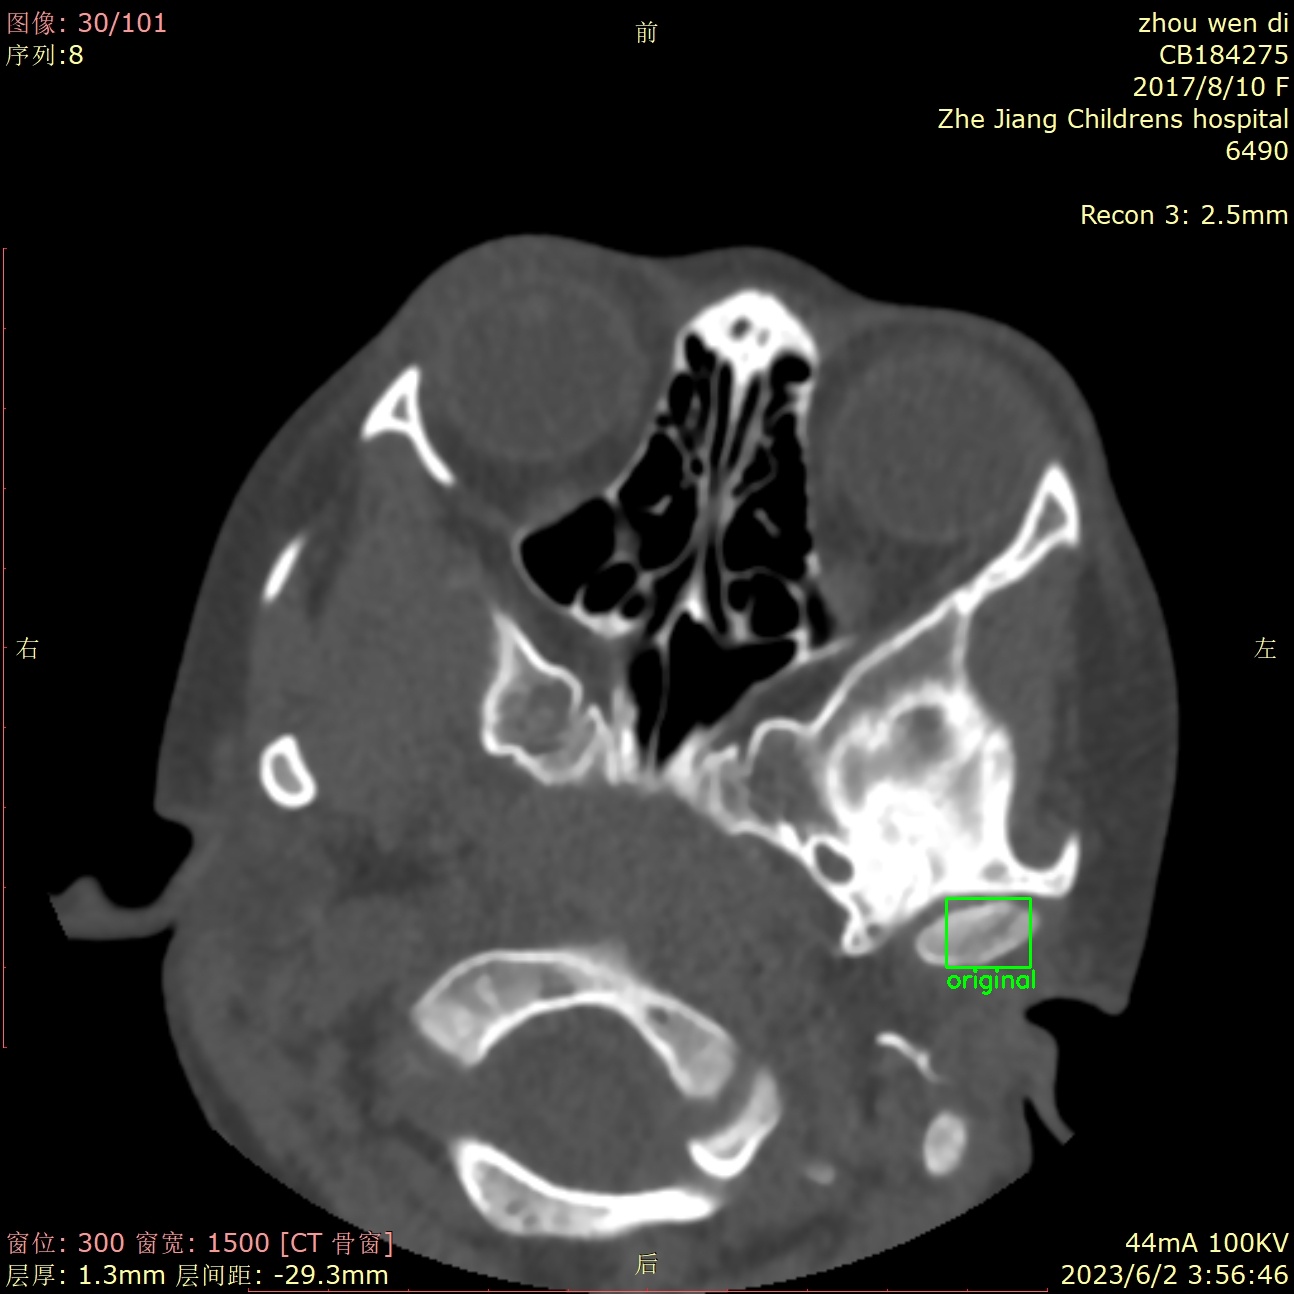 图像: 30/101
序列:8
前
zhou wen di
CB184275
2017/8/10 F
Zhe Jiang Childrens hospital
6490
Recon 3: 2.5mm
右
左
original
窗位: 300 窗宽: 1500 [CT 骨窗]
层厚: 1.3mm 层间距: -29.3mm
后
44mA 100KV
2023/6/2 3:56:46